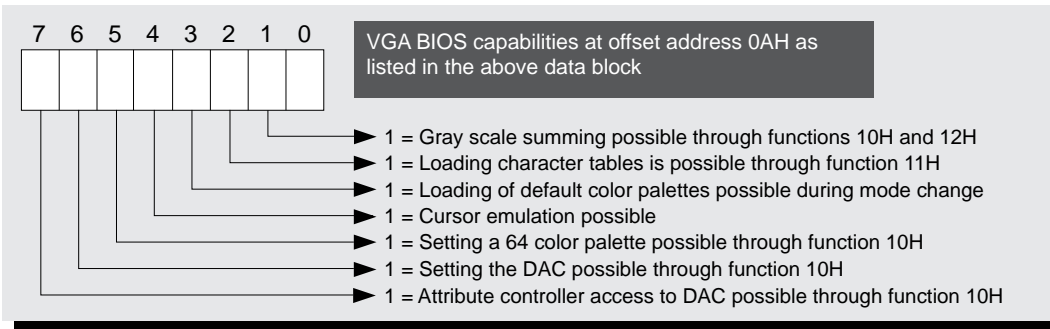 7 6 5 4 3 2 1 0
VGA BIOS capabilities at offset address 0AH as
listed in the above data block
1 = Gray scale summing possible through functions 10H and 12H
1 = Loading character tables is possible through function 11H
1 = Loading of default color palettes possible during mode change
1 = Cursor emulation possible
1 = Setting a 64 color palette possible through function 10H
1 = Setting the DAC possible through function 10H
1 = Attribute controller access to DAC possible through function 10H